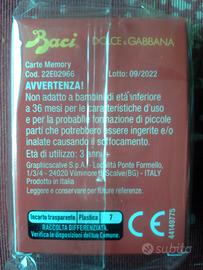 Baci DOLCE & GABBANA
Carte Memory
Cod. 22E02966 Lotto: 09/2022
AVVERTENZA!
Non adatto a bambini di età inferiore
a 36 mesi per le caratteristiche d'uso
e per la probabile formazione di piccole
parti che potrebbero essere ingerite e/o
inalate causando il soffocamento.
Età di utilizzo: 3 anni +
Graphicscalve S.p.A - Località Ponte Formello,
1/3/4 - 24020 Vilminore di Scalve(BG) - ITALY
Prodotto in Italia
Leggere e conservare per futuro riferimento.
Incarto trasparente Plastica 7
RACCOLTA DIFFERENZIATA.
Verifica le disposizioni del tuo Comune.
CE
44149775
subito